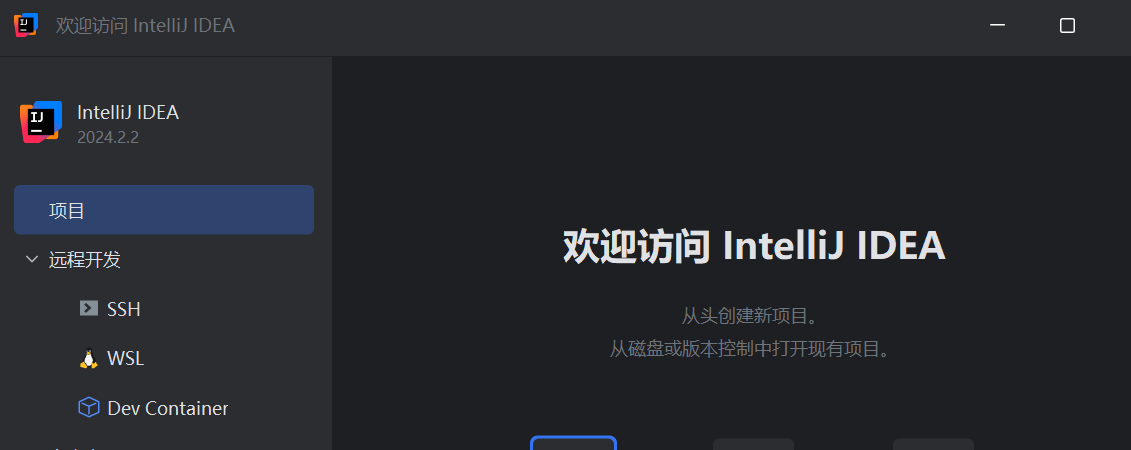 欢迎访问 IntelliJ IDEA
IntelliJ IDEA
2024.2.2
项目
远程开发
SSH
WSL
Dev Container
欢迎访问 IntelliJ IDEA
从头创建新项目。
从磁盘或版本控制中打开现有项目。